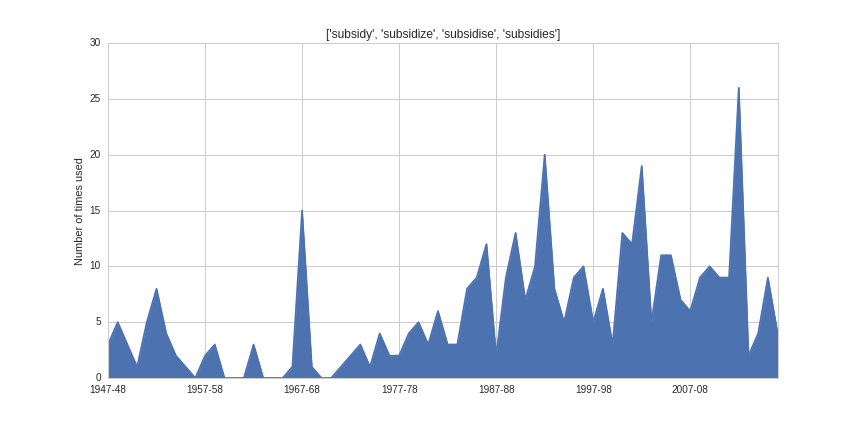 ['subsidy', 'subsidize', 'subsidise', 'subsidies']
30
25
20
15
10
5
0
Number of times used
1947-48 1957-58 1967-68 1977-78 1987-88 1997-98 2007-08